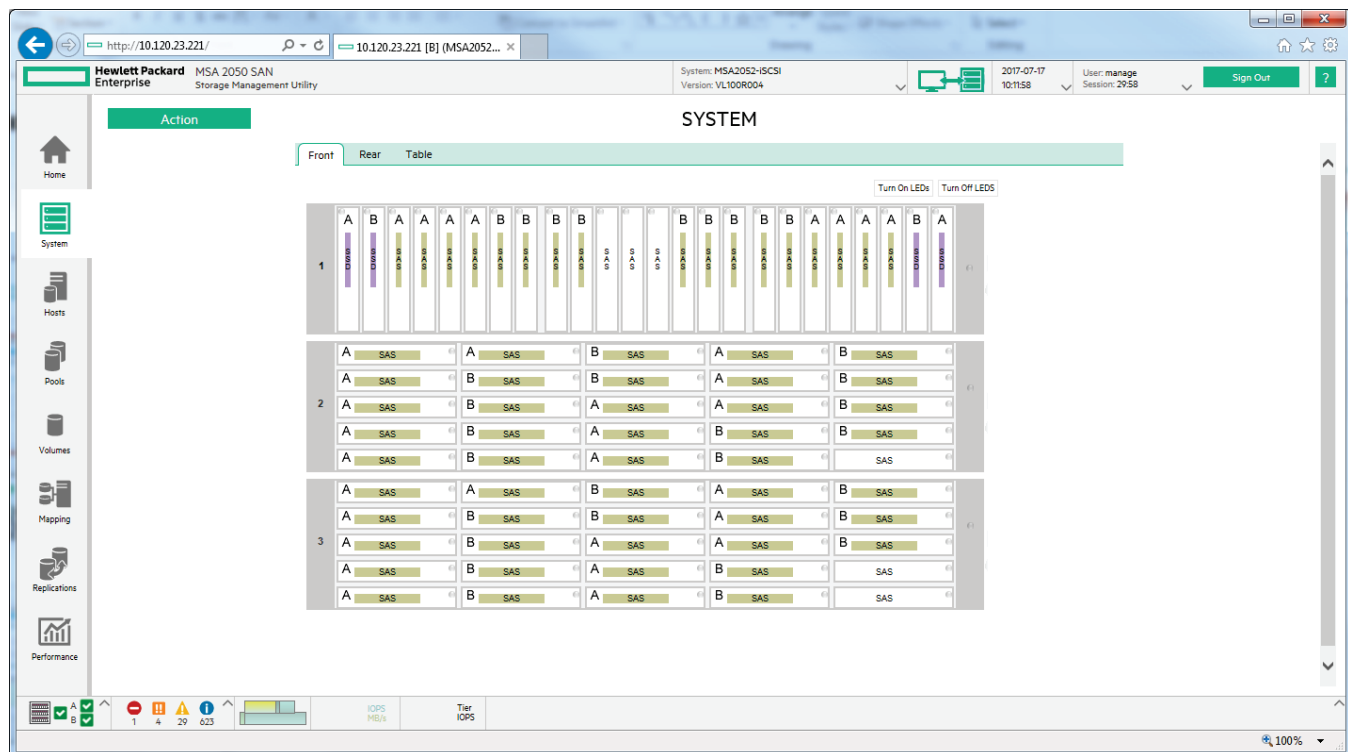 http://10.120.23.221/
10.120.23.221 [B] (MSA2052...
Hewlett Packard
Enterprise
MSA 2050 SAN
Storage Management Utility
System: MSA2052-iSCSI
Version: VL100R004
2017-07-17
10:11:58
User: manage
Session: 29:58
Sign Out
?
Action
SYSTEM
Home
System
Hosts
Pools
Volumes
Mapping
Replications
Performance
Front Rear Table
Turn On LEDs Turn Off LEDS
A B A A A A B B B B B B B B B A A A A B A
SSD SSD SAS SAS SAS SAS SAS SAS SAS SAS SAS SAS SAS SAS SAS SAS SAS SAS SAS SAS SAS SAS SSD SSD
1
A SAS A SAS B SAS A SAS B SAS
A SAS B SAS B SAS A SAS B SAS
2 A SAS B SAS A SAS A SAS B SAS
A SAS B SAS A SAS B SAS B SAS
A SAS B SAS A SAS B SAS SAS
A SAS A SAS B SAS A SAS B SAS
A SAS B SAS B SAS A SAS B SAS
3 A SAS B SAS A SAS A SAS B SAS
A SAS B SAS A SAS B SAS SAS
A SAS B SAS A SAS B SAS SAS
A
B
1 4 29 623
IOPS
MB/s
Tier
IOPS
100%